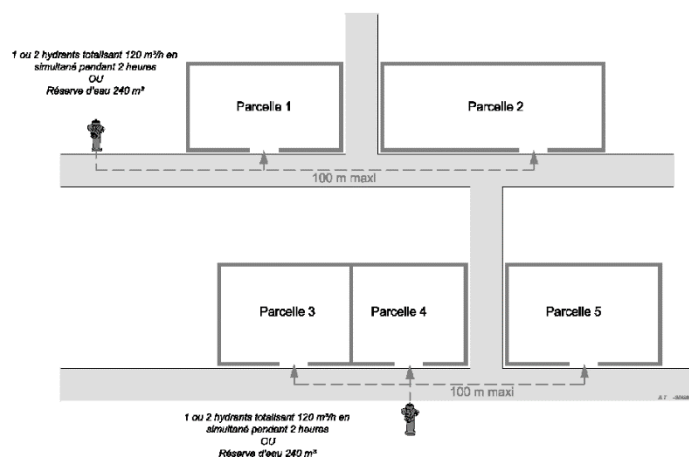 1 ou 2 hydrants totalisant 120 m³/h en
simultané pendant 2 heures
OU
Réserve d'eau 240 m³
Parcelle 1
Parcelle 2
100 m maxi
Parcelle 3
Parcelle 4
Parcelle 5
100 m maxi
1 ou 2 hydrants totalisant 120 m³/h en
simultané pendant 2 heures
OU
Réserve d'eau 240 m³